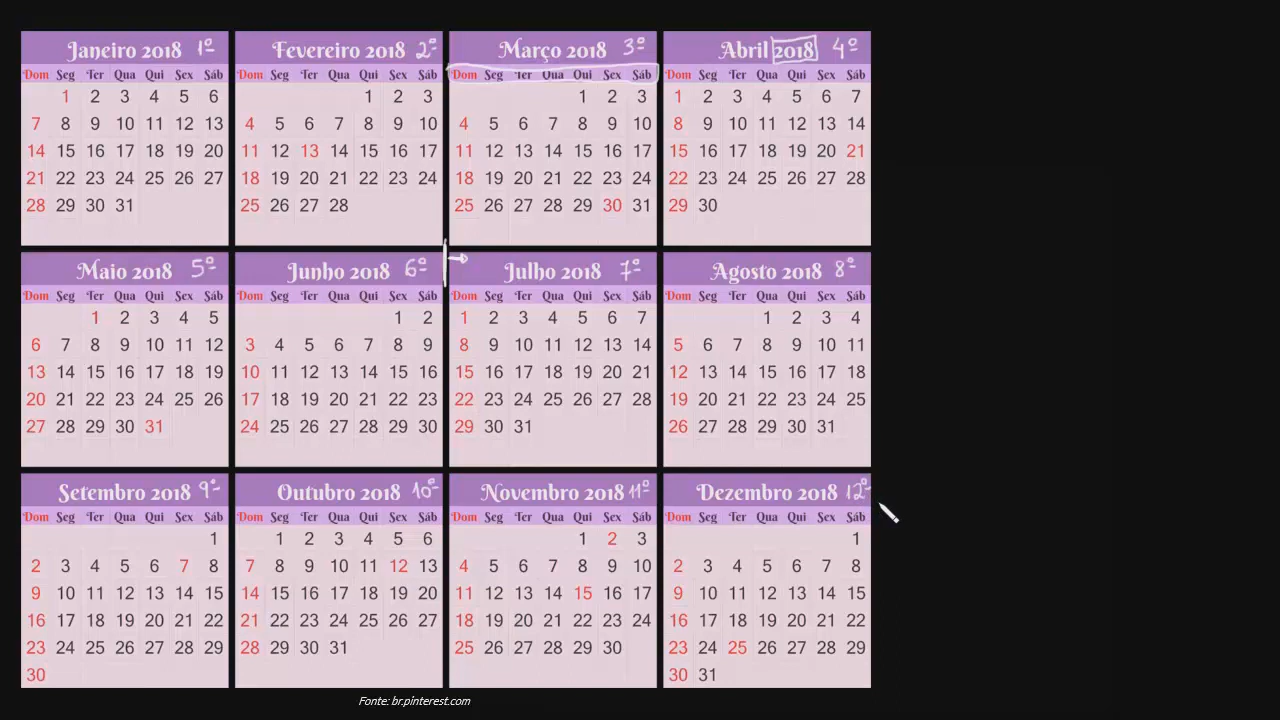 Janeiro 2018 1º
Dom Seg Ter Qua Qui Sex Sáb
1 2 3 4 5 6
7 8 9 10 11 12 13
14 15 16 17 18 19 20
21 22 23 24 25 26 27
28 29 30 31
Fevereiro 2018 2º
Dom Seg Ter Qua Qui Sex Sáb
1 2 3
4 5 6 7 8 9 10
11 12 13 14 15 16 17
18 19 20 21 22 23 24
25 26 27 28
Março 2018 3º
Dom Seg Ter Qua Qui Sex Sáb
1 2 3
4 5 6 7 8 9 10
11 12 13 14 15 16 17
18 19 20 21 22 23 24
25 26 27 28 29 30 31
Abril 2018 4º
Dom Seg Ter Qua Qui Sex Sáb
1 2 3 4 5 6 7
8 9 10 11 12 13 14
15 16 17 18 19 20 21
22 23 24 25 26 27 28
29 30
Maio 2018 5º
Dom Seg Ter Qua Qui Sex Sáb
1 2 3 4 5
6 7 8 9 10 11 12
13 14 15 16 17 18 19
20 21 22 23 24 25 26
27 28 29 30 31
Junho 2018 6º
Dom Seg Ter Qua Qui Sex Sáb
1 2
3 4 5 6 7 8 9
10 11 12 13 14 15 16
17 18 19 20 21 22 23
24 25 26 27 28 29 30
Julho 2018 7º
Dom Seg Ter Qua Qui Sex Sáb
1 2 3 4 5 6 7
8 9 10 11 12 13 14
15 16 17 18 19 20 21
22 23 24 25 26 27 28
29 30 31
Agosto 2018 8º
Dom Seg Ter Qua Qui Sex Sáb
1 2 3 4
5 6 7 8 9 10 11
12 13 14 15 16 17 18
19 20 21 22 23 24 25
26 27 28 29 30 31
Setembro 2018 9º
Dom Seg Ter Qua Qui Sex Sáb
1
2 3 4 5 6 7 8
9 10 11 12 13 14 15
16 17 18 19 20 21 22
23 24 25 26 27 28 29
30
Outubro 2018 10º
Dom Seg Ter Qua Qui Sex Sáb
1 2 3 4 5 6
7 8 9 10 11 12 13
14 15 16 17 18 19 20
21 22 23 24 25 26 27
28 29 30 31
Novembro 2018 11º
Dom Seg Ter Qua Qui Sex Sáb
1 2 3
4 5 6 7 8 9 10
11 12 13 14 15 16 17
18 19 20 21 22 23 24
25 26 27 28 29 30
Dezembro 2018 12º
Dom Seg Ter Qua Qui Sex Sáb
1
2 3 4 5 6 7 8
9 10 11 12 13 14 15
16 17 18 19 20 21 22
23 24 25 26 27 28 29
30 31
Fonte: br.pinterest.com